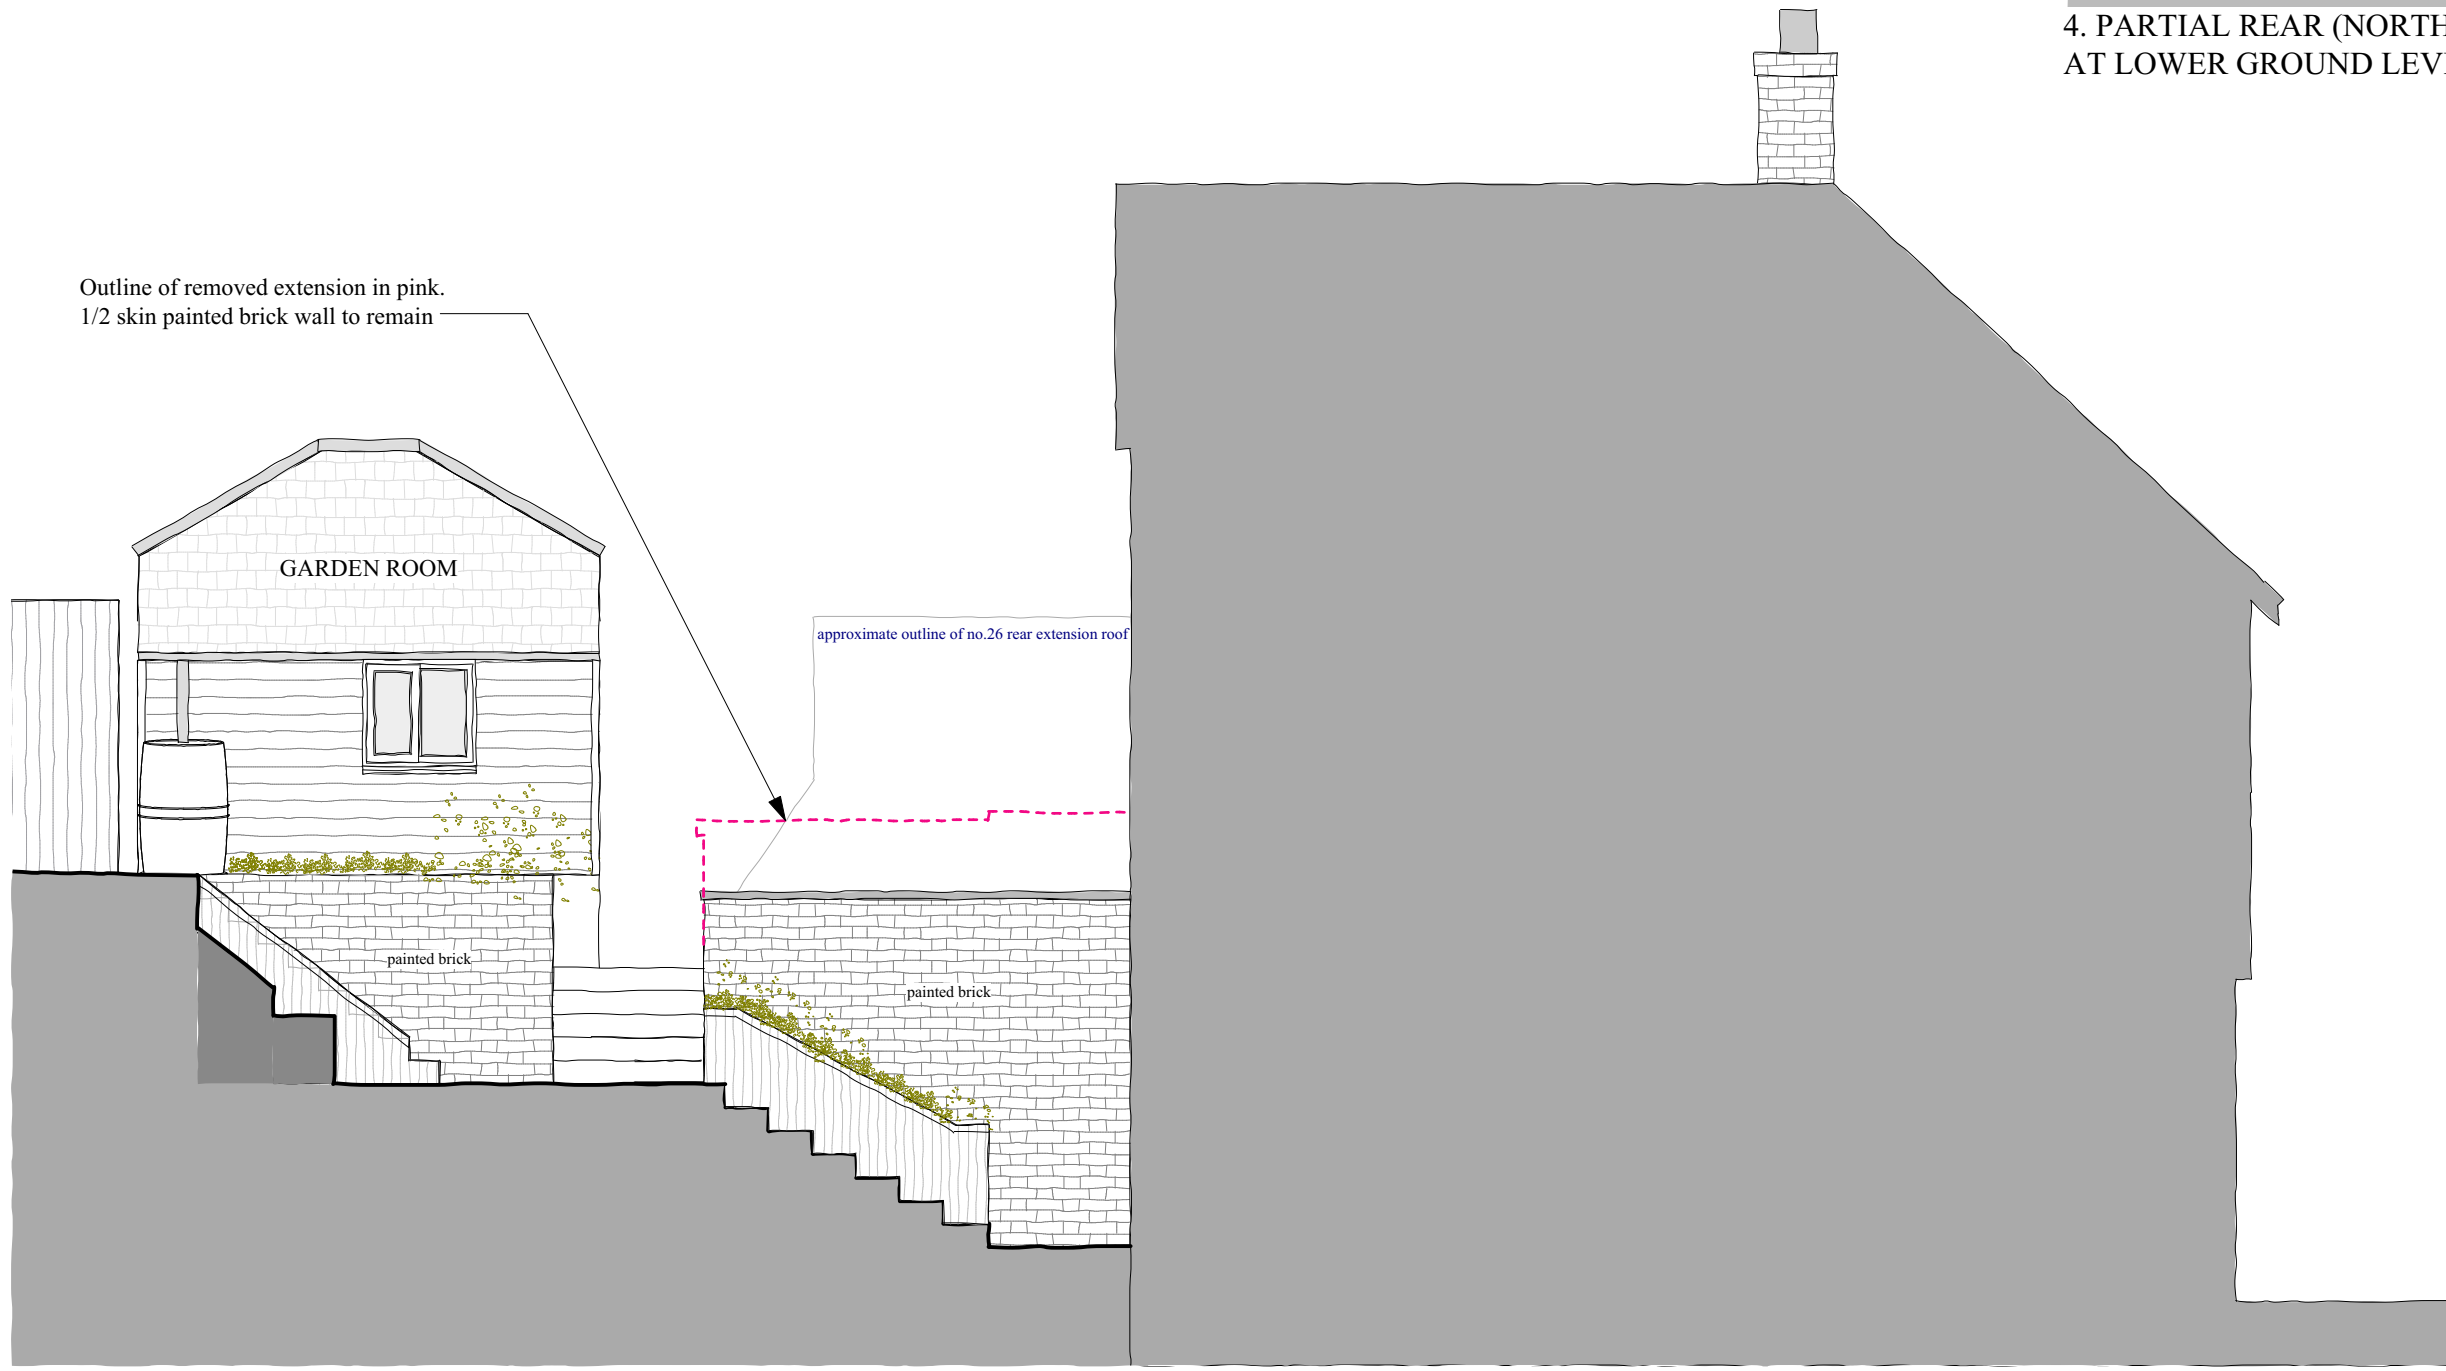 4. PARTIAL REAR (NORTH
AT LOWER GROUND LEV
Outline of removed extension in pink.
1/2 skin painted brick wall to remain
GARDEN ROOM
approximate outline of no.26 rear extension roof
painted brick
painted brick